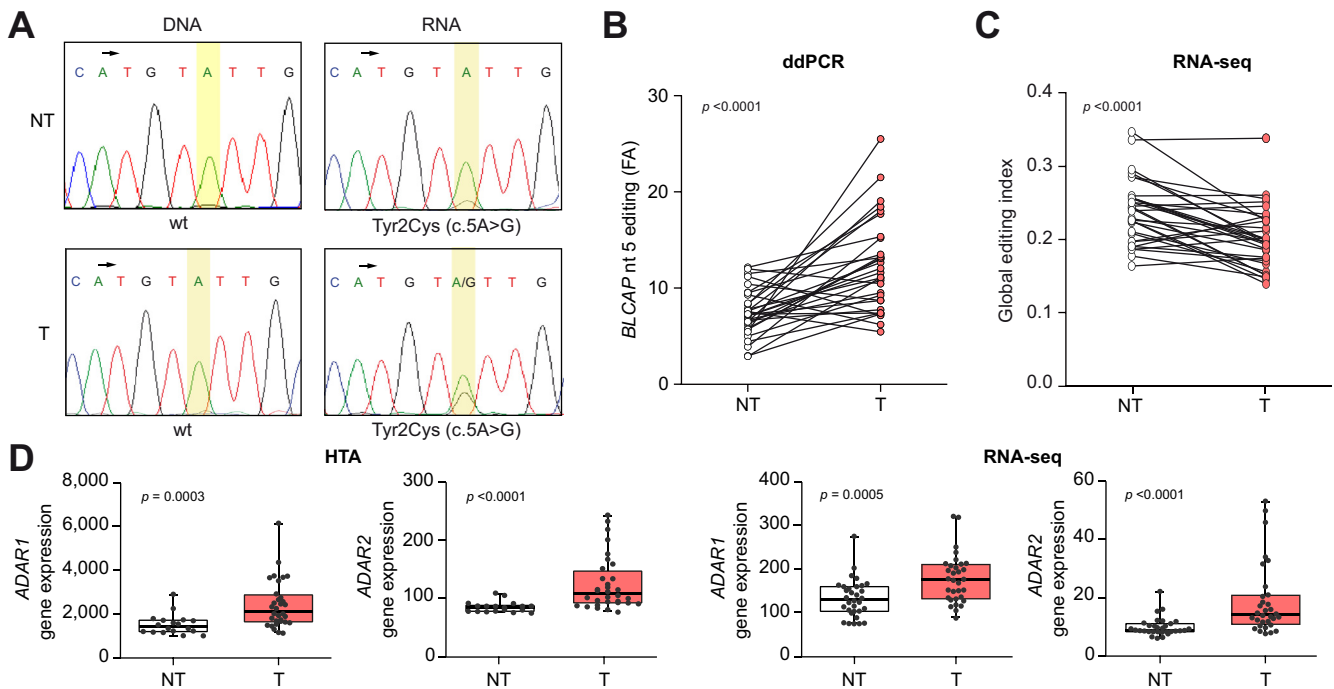 A
DNA
RNA
NT
C A T G T A T T G
wt
C A T G T A T T G
Tyr2Cys (c.5A>G)
T
C A T G T A T T G
wt
C A T G T A/G T T G
Tyr2Cys (c.5A>G)
B
ddPCR
p <0.0001
BLCAP nt 5 editing (FA)
30
20
10
0
NT
T
C
RNA-seq
p <0.0001
Global editing index
0.4
0.3
0.2
0.1
0.0
NT
T
D
HTA
ADAR1
gene expression
8,000
6,000
4,000
2,000
0
p = 0.0003
NT
T
ADAR2
gene expression
300
200
100
0
p <0.0001
NT
T
RNA-seq
ADAR1
gene expression
400
300
200
100
0
p = 0.0005
NT
T
ADAR2
gene expression
60
40
20
0
p <0.0001
NT
T